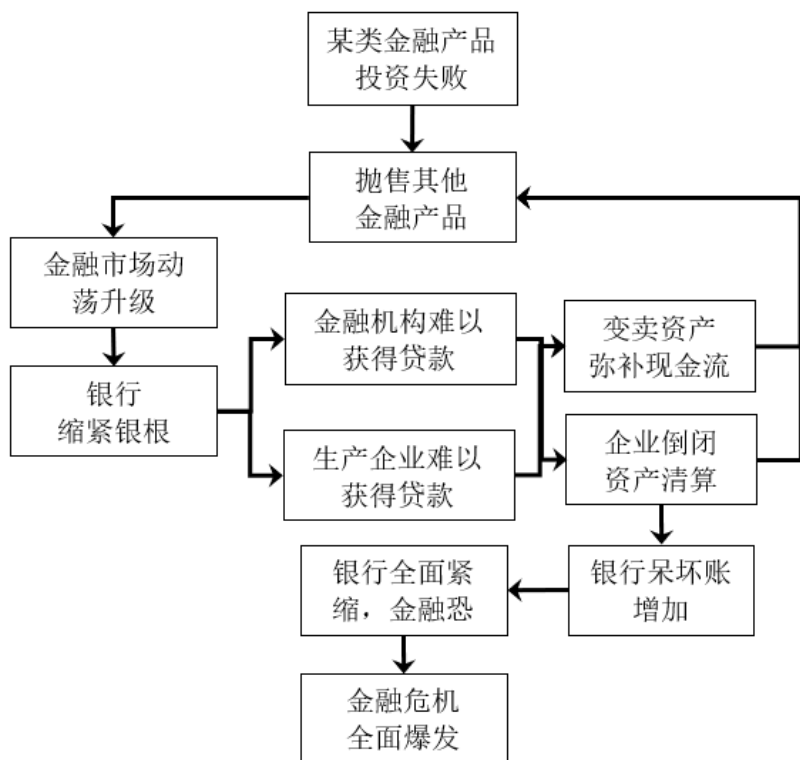 某类金融产品
投资失败
抛售其他
金融产品
金融市场动
荡升级
银行
缩紧银根
金融机构难以
获得贷款
生产企业难以
获得贷款
变卖资产
弥补现金流
企业倒闭
资产清算
银行呆坏账
增加
银行全面紧
缩，金融恐
金融危机
全面爆发